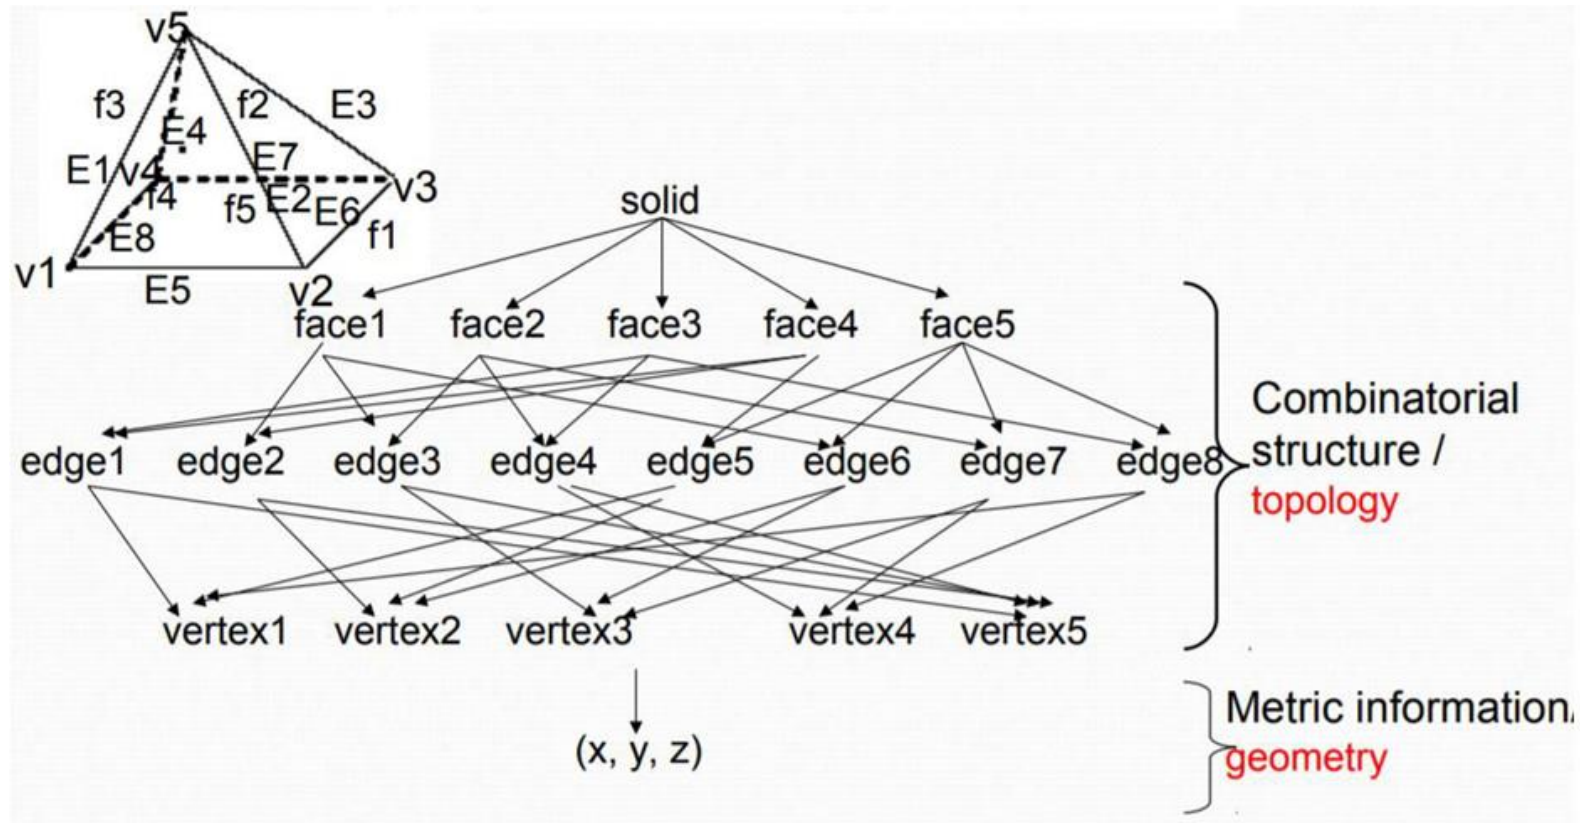 v5
f3
f2
E3
E4
E1
v4
E7
v3
f4
f5
E2
E6
E8
f1
v1
E5
v2
solid
face1 face2 face3 face4 face5
edge1 edge2 edge3 edge4 edge5 edge6 edge7 edge8
vertex1 vertex2 vertex3 vertex4 vertex5
(x, y, z)
Combinatorial
structure /
topology
Metric information/
geometry